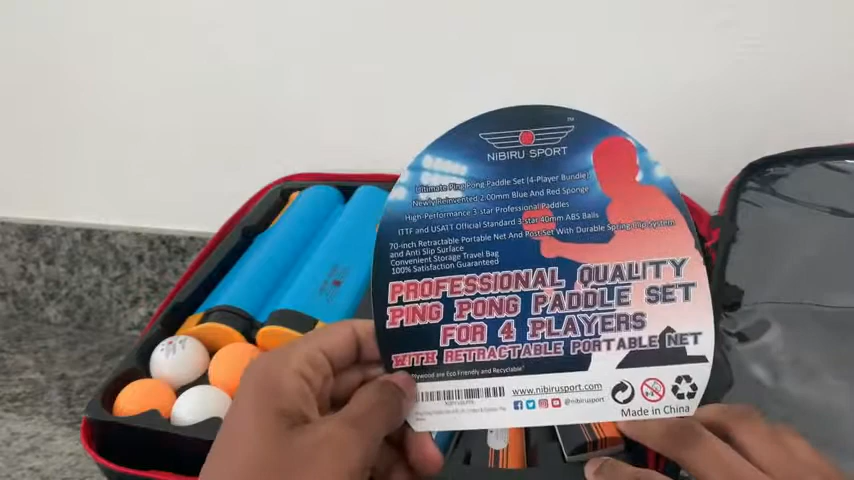 NIBIRU SPORT
Ultimate Ping Pong Paddle Set (4-Player Bundle)
Newly Reinvented 2.00mm Blue And Red Sponge
High-Performance 3-star Professional Paddles
ITTF and USATT Official Standard 3-star 40mm ABS Balls
70-inch Retractable Portable Net And Post Set With Durable Springs, Clip System
and Anti Slip Surface
Convenient Storage Travel Bag
100% Satisfaction Guaranteed
PROFESSIONAL QUALITY
PING PONG PADDLE SET
FOR 4 PLAYERS
WITH RETRACTABLE PORTABLE NET
Plywood are Eco-Friendly and Recyclable
www.nibirusport.com
@nibirusport
Made in China